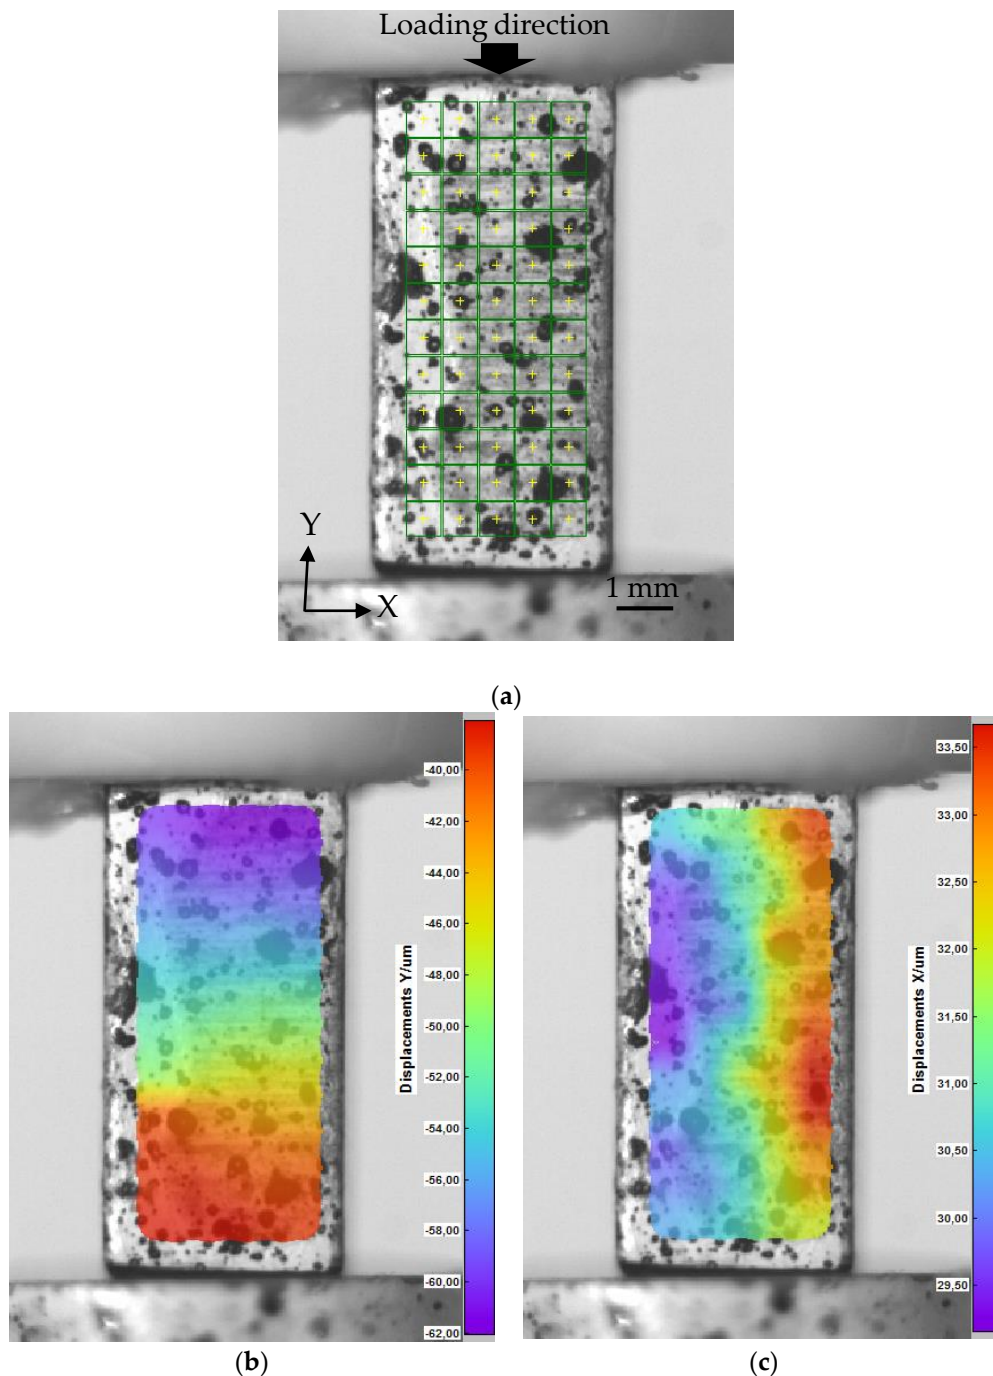 Loading direction
Y
X
1 mm
(a)
-40,00
-42,00
-44,00
-46,00
-48,00
-50,00
-52,00
-54,00
-56,00
-58,00
-60,00
-62,00
Displacements Y/um
33,50
33,00
32,50
32,00
31,50
31,00
30,50
30,00
29,50
Displacements X/um
(b)
(c)